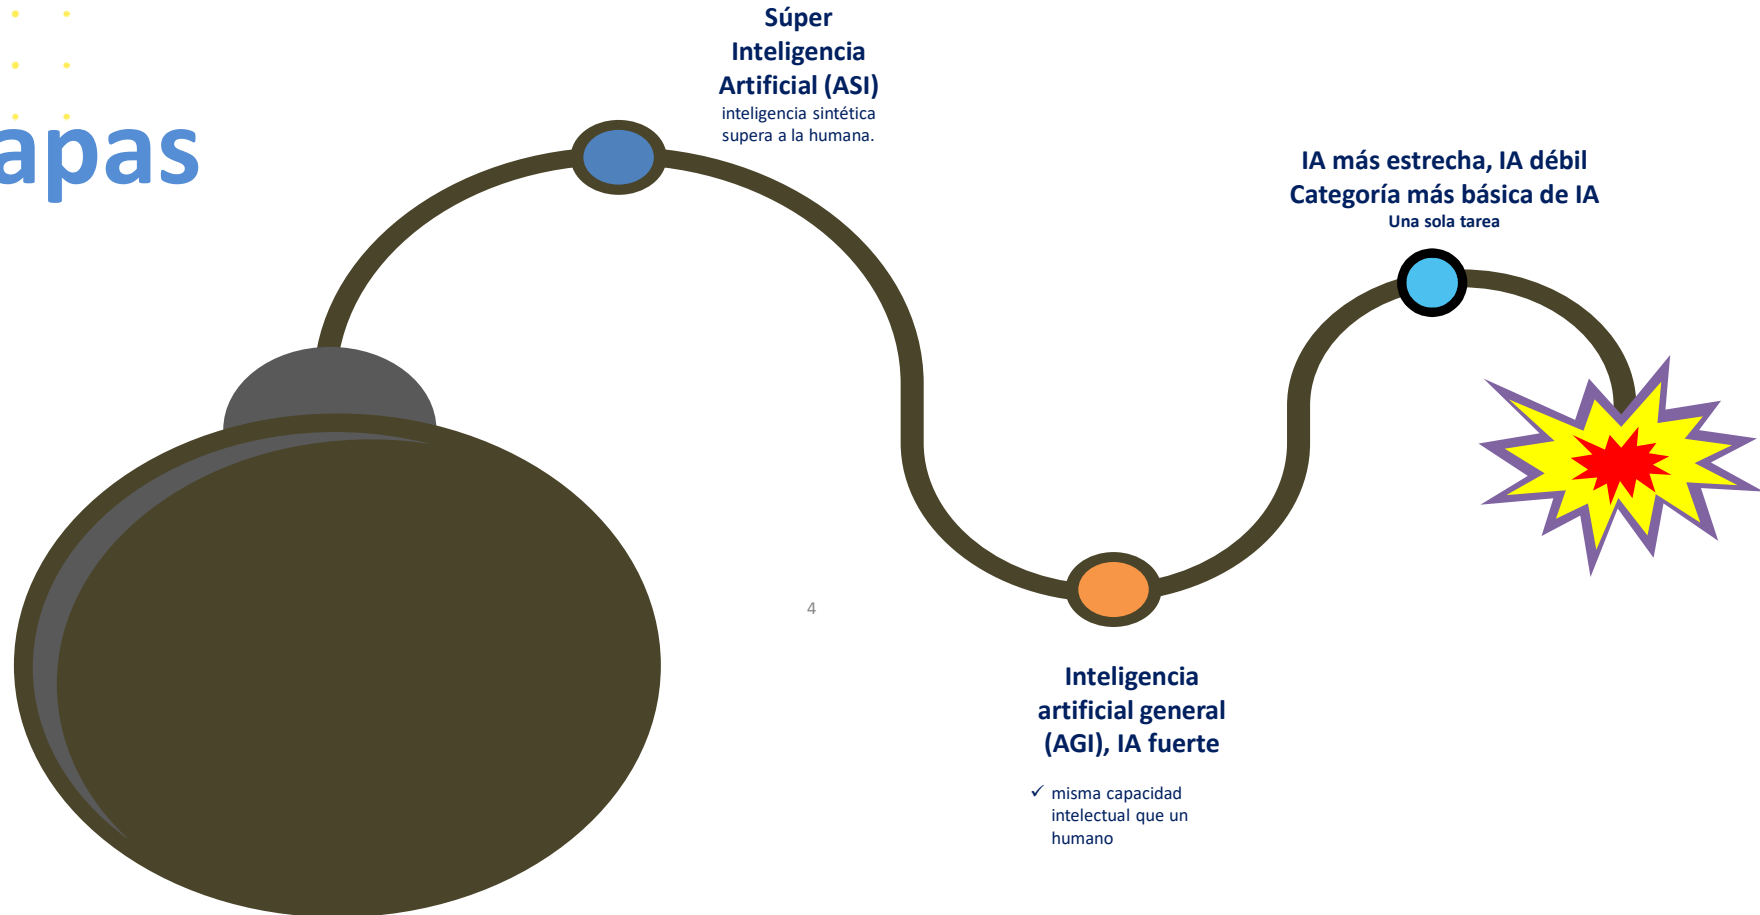 apas
Súper
Inteligencia
Artificial (ASI)
inteligencia sintética
supera a la humana.
IA más estrecha, IA débil
Categoría más básica de IA
Una sola tarea
4
Inteligencia
artificial general
(AGI), IA fuerte
✓ misma capacidad
intelectual que un
humano